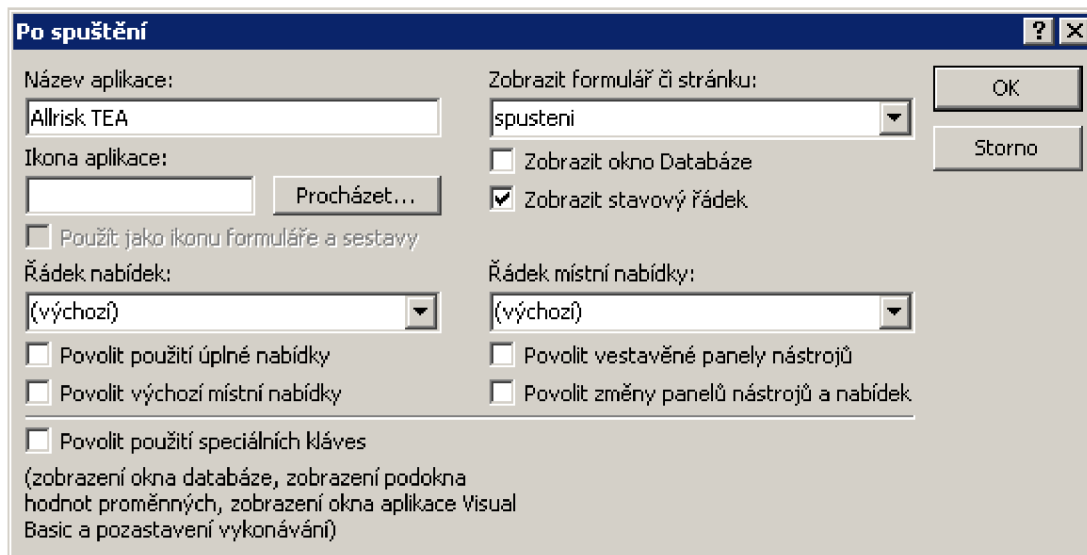 Po spuštění
Název aplikace:
Allrisk TEA
Ikona aplikace:
Procházet...
Použít jako ikonu formuláře a sestavy
Řádek nabídek:
(výchozí)
Povolit použití úplné nabídky
Povolit výchozí místní nabídky
Zobrazit formulář či stránku:
spusteni
Zobrazit okno Databáze
Zobrazit stavový řádek
Řádek místní nabídky:
(výchozí)
Povolit vestavěné panely nástrojů
Povolit změny panelů nástrojů a nabídek
OK
Storno
Povolit použití speciálních kláves
(zobrazení okna databáze, zobrazení podokna
hodnot proměnných, zobrazení okna aplikace Visual
Basic a pozastavení vykonávání)